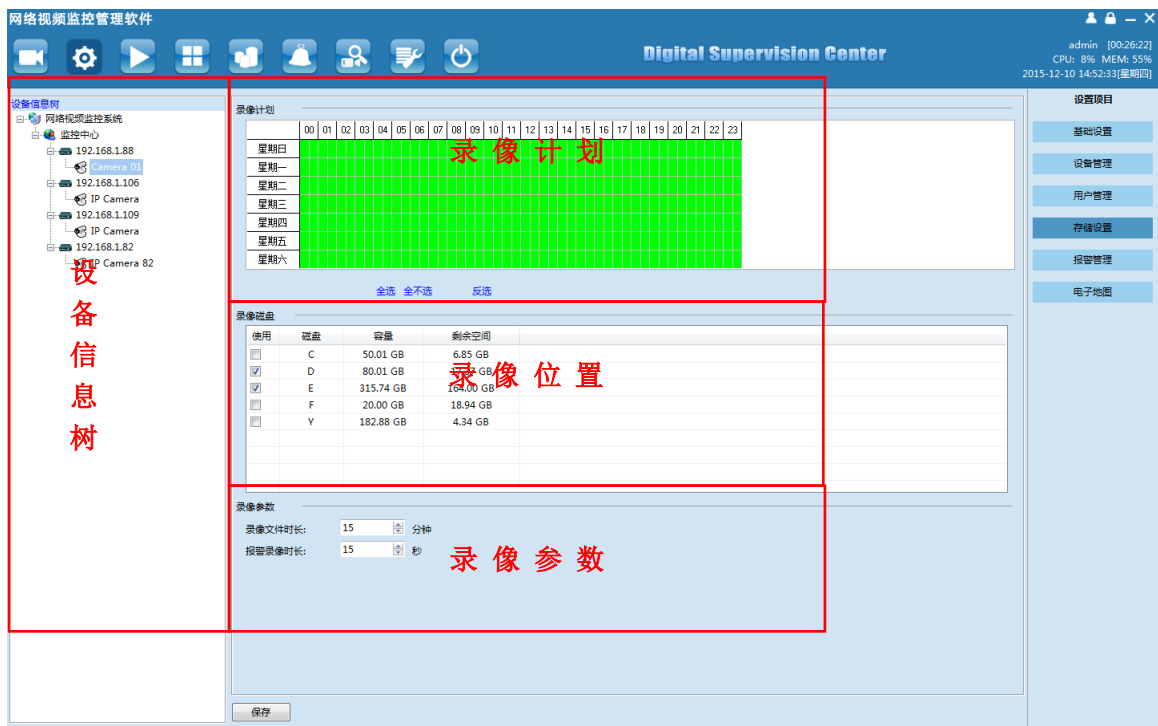 网络视频监控管理软件
Digital Supervision Center
admin [00:26:22]
CPU: 8% MEM: 55%
2015-12-10 14:52:33[星期四]
设备信息树
网络视频监控系统
监控中心
192.168.1.88
Camera 01
192.168.1.106
IP Camera
192.168.1.109
IP Camera
192.168.1.82
IP Camera 82
设
备
信
息
树
录像计划
00 01 02 03 04 05 06 07 08 09 10 11 12 13 14 15 16 17 18 19 20 21 22 23
星期日
星期一
星期二
星期三
星期四
星期五
星期六
录像计划
全选 全不选 反选
录像磁盘
使用 磁盘 容量 剩余空间
C 50.01 GB 6.85 GB
D 80.01 GB GB
E 315.74 GB 164.00 GB
F 20.00 GB 18.94 GB
Y 182.88 GB 4.34 GB
录像位置
录像参数
录像文件时长: 15 分钟
报警录像时长: 15 秒
录像参数
保存
设置项目
基础设置
设备管理
用户管理
存储设置
报警管理
电子地图